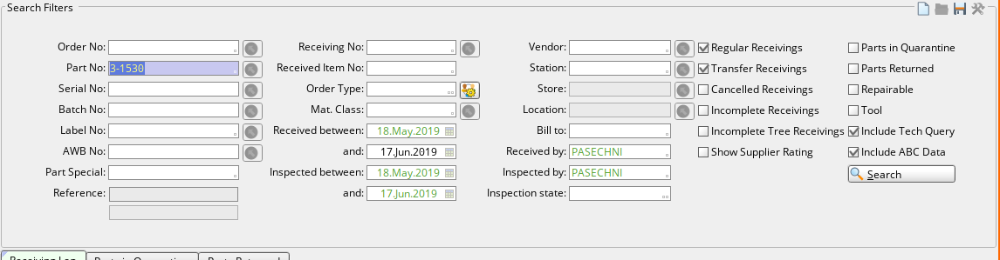 Search Filters
Order No: Receiving No: Vendor: Regular Receivings Parts in Quarantine
Part No: 3-1530 Received Item No: Station: Transfer Receivings Parts Returned
Serial No: Order Type: Store: Cancelled Receivings Repairable
Batch No: Mat. Class: Location: Incomplete Receivings Tool
Label No: Received between: 18.May.2019 Bill to: Incomplete Tree Receivings Include Tech Query
AWB No: and: 17.Jun.2019 Received by: PASECHNI Show Supplier Rating Include ABC Data
Part Special: Inspected between: 18.May.2019 Inspected by: PASECHNI Search
Reference: and: 17.Jun.2019 Inspection state:
Receiving Log Parts in Quarantine Parts Returned